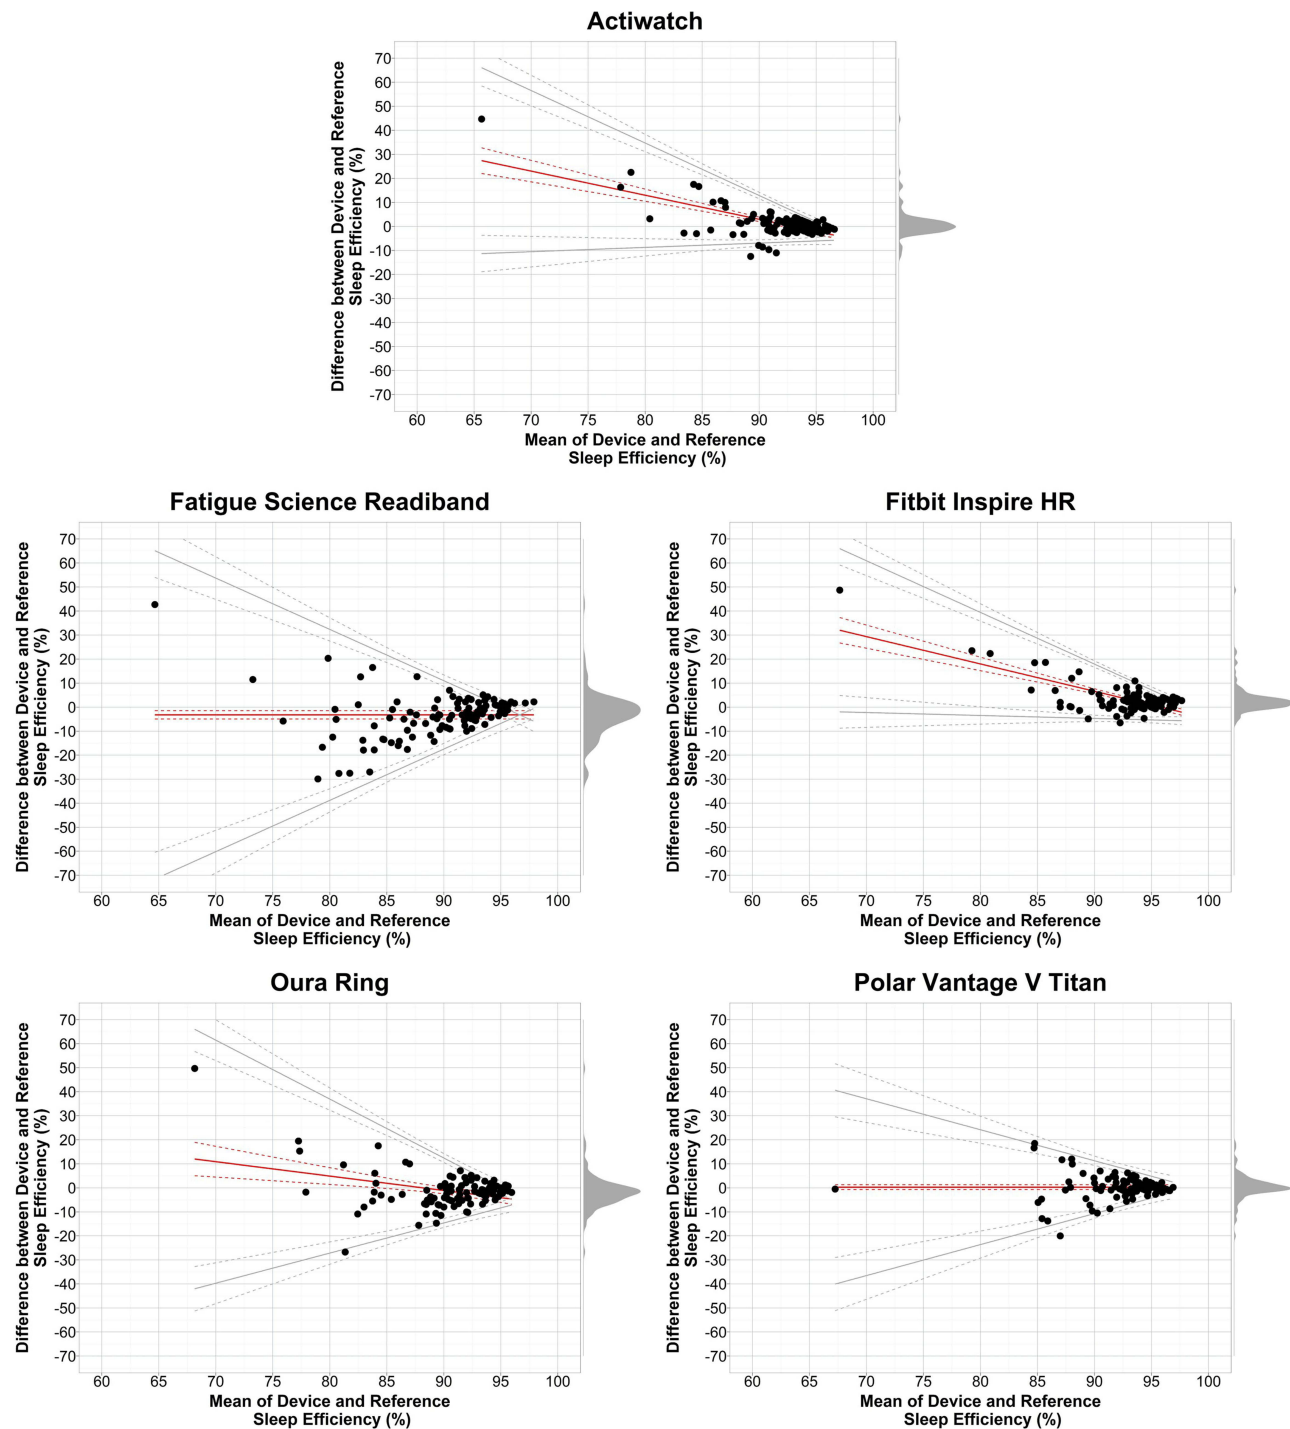 Actiwatch
Difference between Device and Reference
Sleep Efficiency (%)
70
60
50
40
30
20
10
0
-10
-20
-30
-40
-50
-60
-70
60 65 70 75 80 85 90 95 100
Mean of Device and Reference
Sleep Efficiency (%)
Fatigue Science Readiband
Difference between Device and Reference
Sleep Efficiency (%)
70
60
50
40
30
20
10
0
-10
-20
-30
-40
-50
-60
-70
60 65 70 75 80 85 90 95 100
Mean of Device and Reference
Sleep Efficiency (%)
Fitbit Inspire HR
Difference between Device and Reference
Sleep Efficiency (%)
70
60
50
40
30
20
10
0
-10
-20
-30
-40
-50
-60
-70
60 65 70 75 80 85 90 95 100
Mean of Device and Reference
Sleep Efficiency (%)
Oura Ring
Difference between Device and Reference
Sleep Efficiency (%)
70
60
50
40
30
20
10
0
-10
-20
-30
-40
-50
-60
-70
60 65 70 75 80 85 90 95 100
Mean of Device and Reference
Sleep Efficiency (%)
Polar Vantage V Titan
Difference between Device and Reference
Sleep Efficiency (%)
70
60
50
40
30
20
10
0
-10
-20
-30
-40
-50
-60
-70
60 65 70 75 80 85 90 95 100
Mean of Device and Reference
Sleep Efficiency (%)